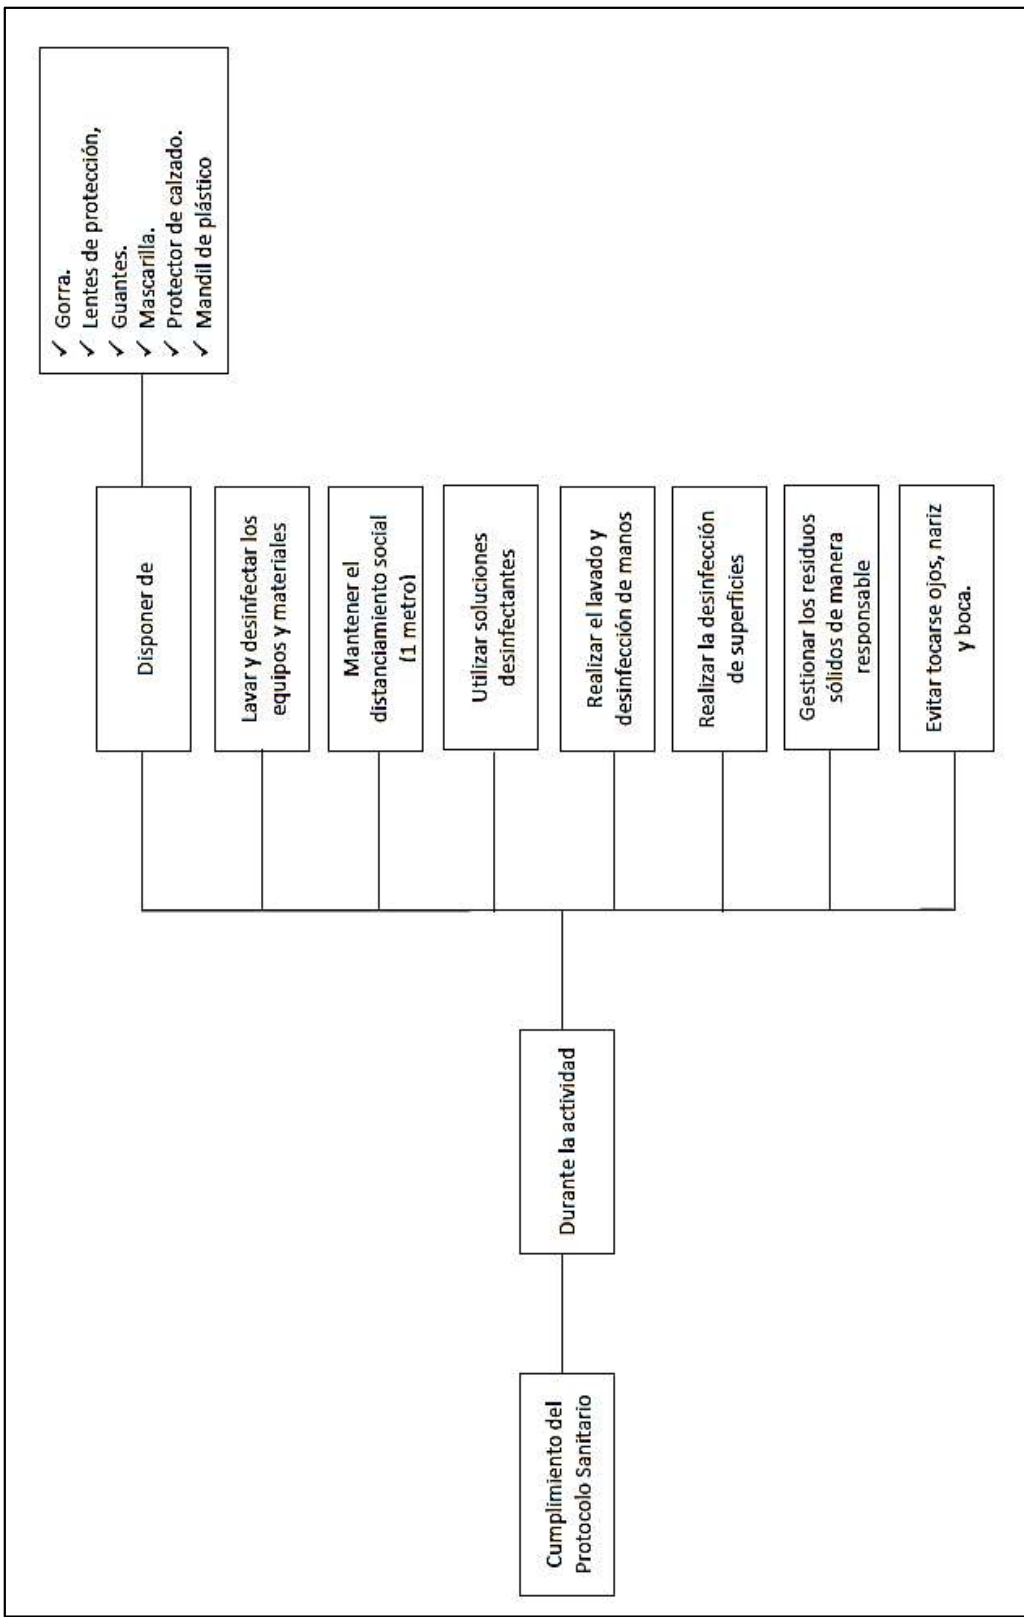 Cumplimiento del
Protocolo Sanitario
Durante la actividad
Disponer de
✓ Gorra.
✓ Lentes de protección,
✓ Guantes.
✓ Mascarilla.
✓ Protector de calzado.
✓ Mandil de plástico
Lavar y desinfectar los
equipos y materiales
Mantener el
distanciamiento social
(1 metro)
Utilizar soluciones
desinfectantes
Realizar el lavado y
desinfección de manos
Realizar la desinfección
de superficies
Gestionar los residuos
sólidos de manera
responsable
Evitar tocarse ojos, nariz
y boca.